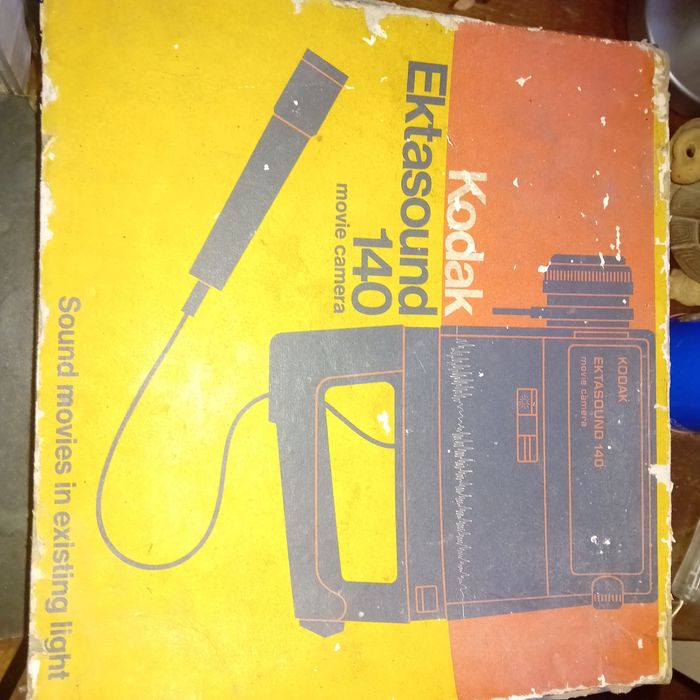 Kodak
Ektasound
140
movie camera
KODAK
EKTASOUND 140
movie camera
Sound movies in existing light